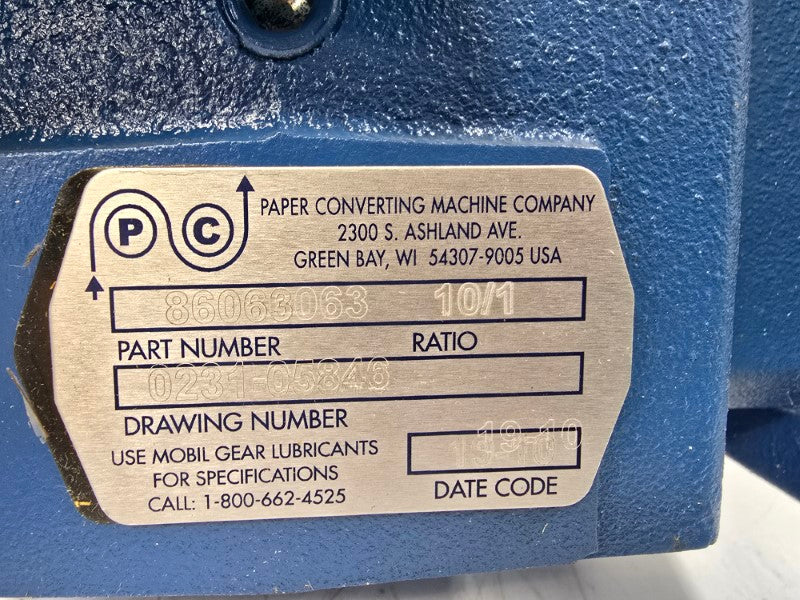 P C
PAPER CONVERTING MACHINE COMPANY
2300 S. ASHLAND AVE.
GREEN BAY, WI 54307-9005 USA
86063063 10/1
PART NUMBER RATIO
0231-05846
DRAWING NUMBER
USE MOBIL GEAR LUBRICANTS
FOR SPECIFICATIONS
CALL: 1-800-662-4525
19-10
DATE CODE